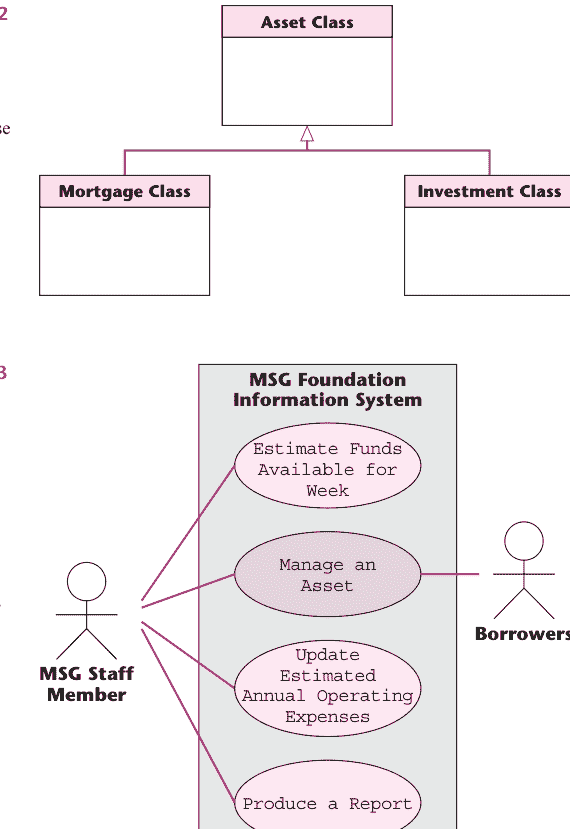 2
Asset Class
se
Mortgage Class
Investment Class
3
MSG Foundation
Information System
Estimate Funds
Available for
Week
Manage an
Asset
Borrowers
MSG Staff
Member
Update
Estimated
Annual Operating
Expenses
Produce a Report